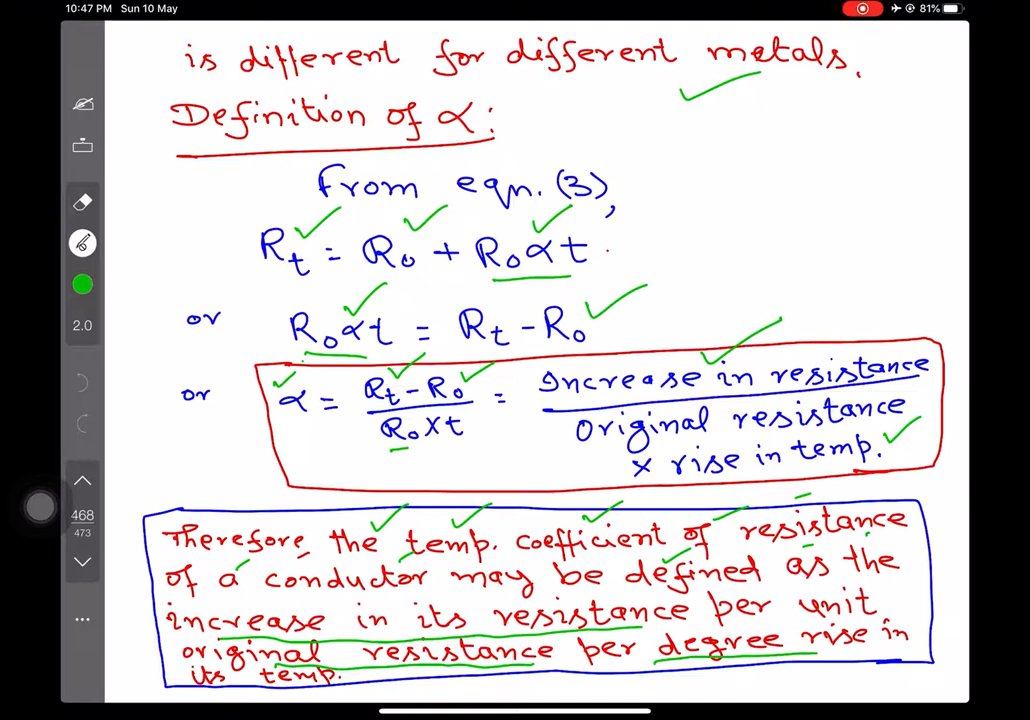 10:47 PM Sun 10 May
81%
is different for different metals.
Definition of α:
From eqn. (3),
Rt = R0 + R0αt
or R0αt = Rt - R0
or α = Rt - R0 / R0 × t = Increase in resistance / Original resistance
× rise in temp.
2.0
468
473
Therefore, the temp. coefficient of resistance
of a conductor may be defined as the
increase in its resistance per unit
original resistance per degree rise in
its temp.